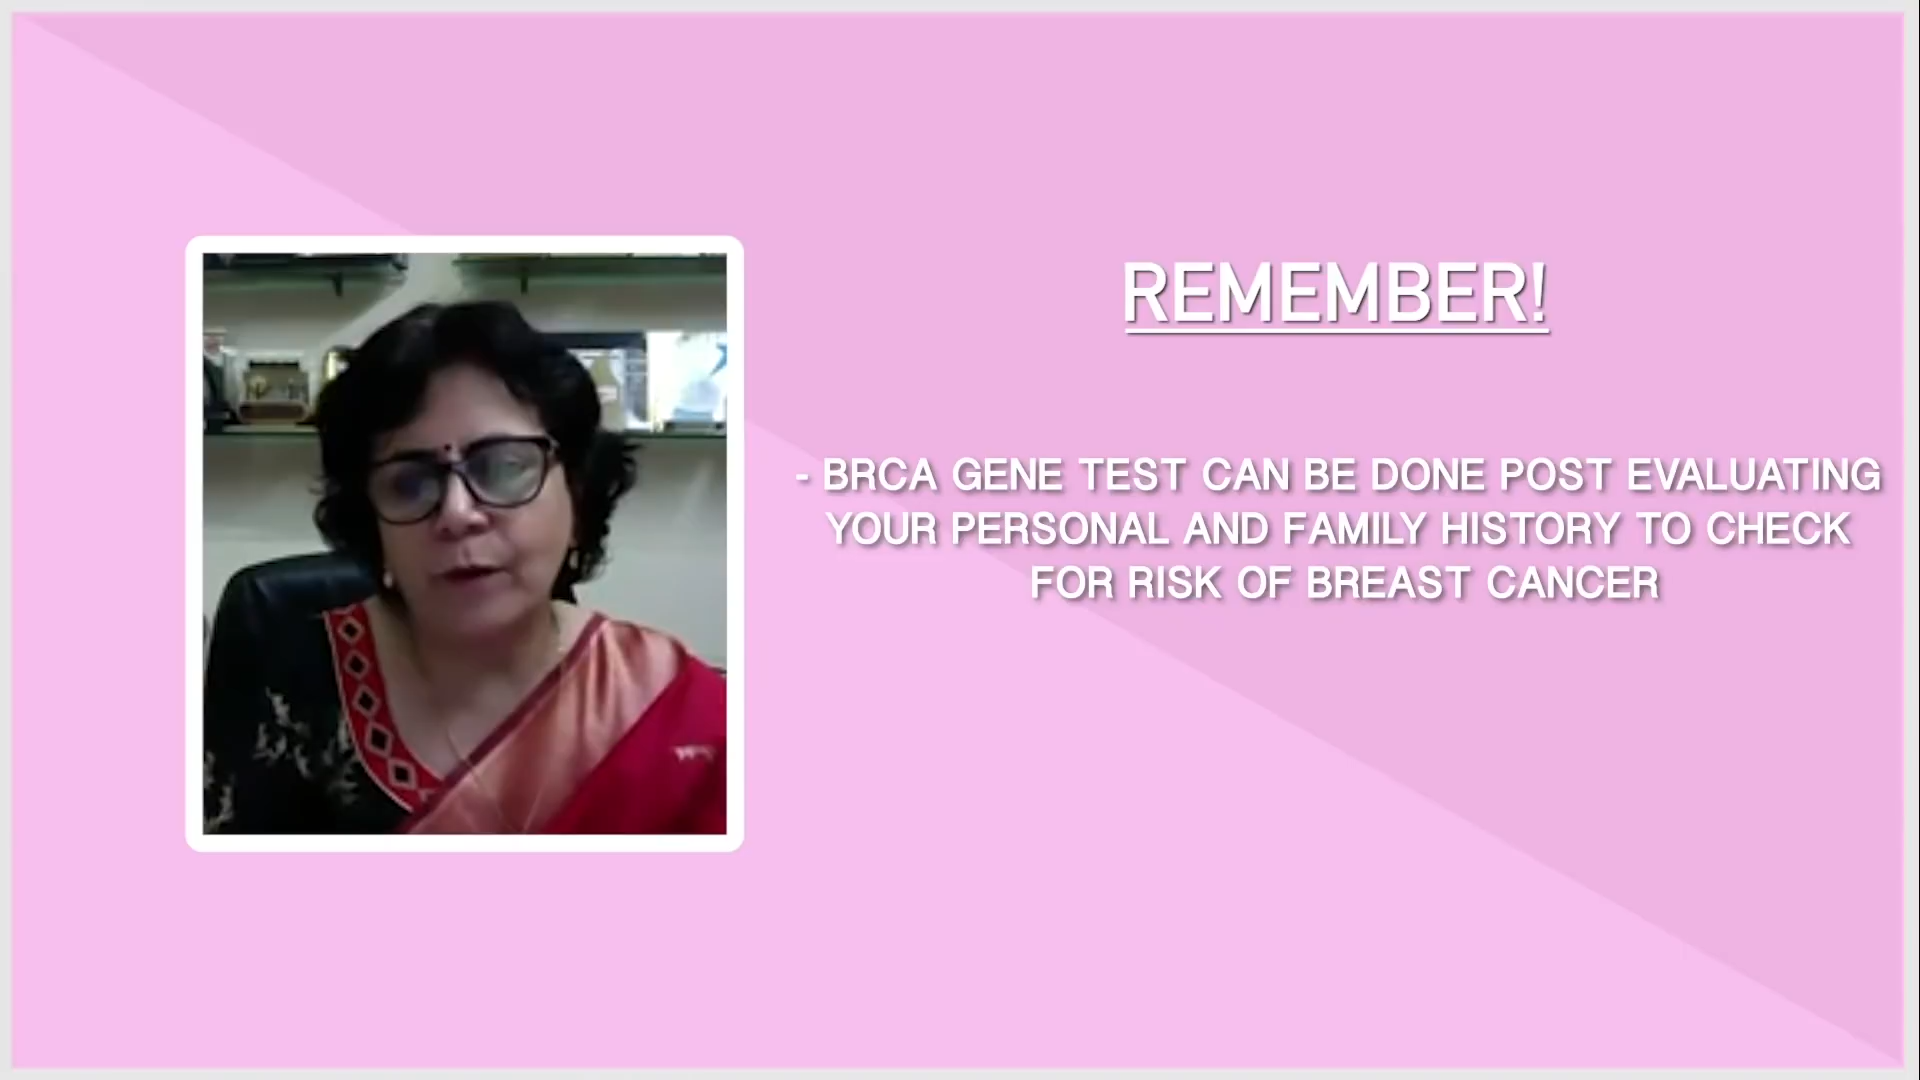 REMEMBER!
- BRCA GENE TEST CAN BE DONE POST EVALUATING
YOUR PERSONAL AND FAMILY HISTORY TO CHECK
FOR RISK OF BREAST CANCER